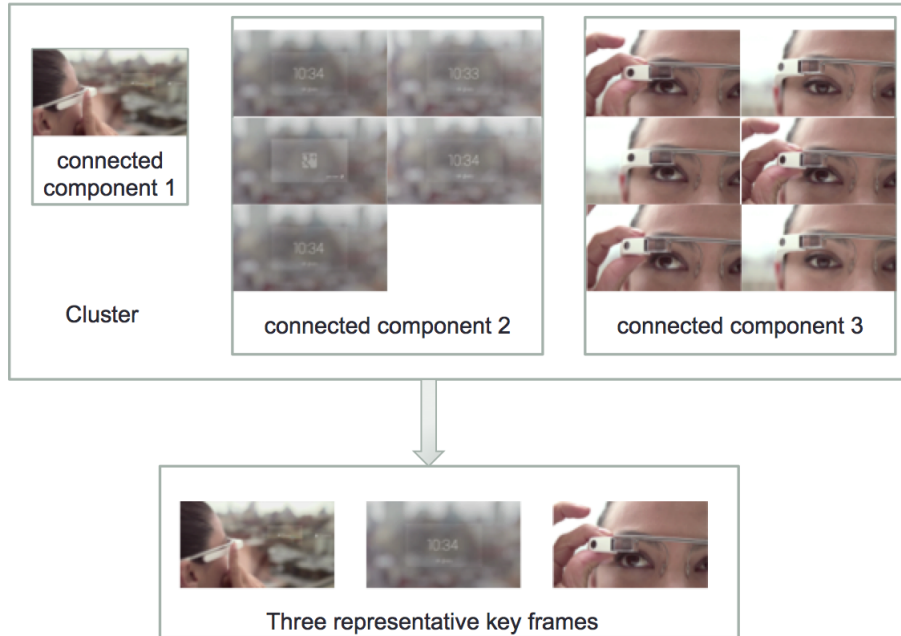 connected
component 1
10:34
10:33
10:34
10:34
Cluster
connected component 2
connected component 3
10:34
Three representative key frames